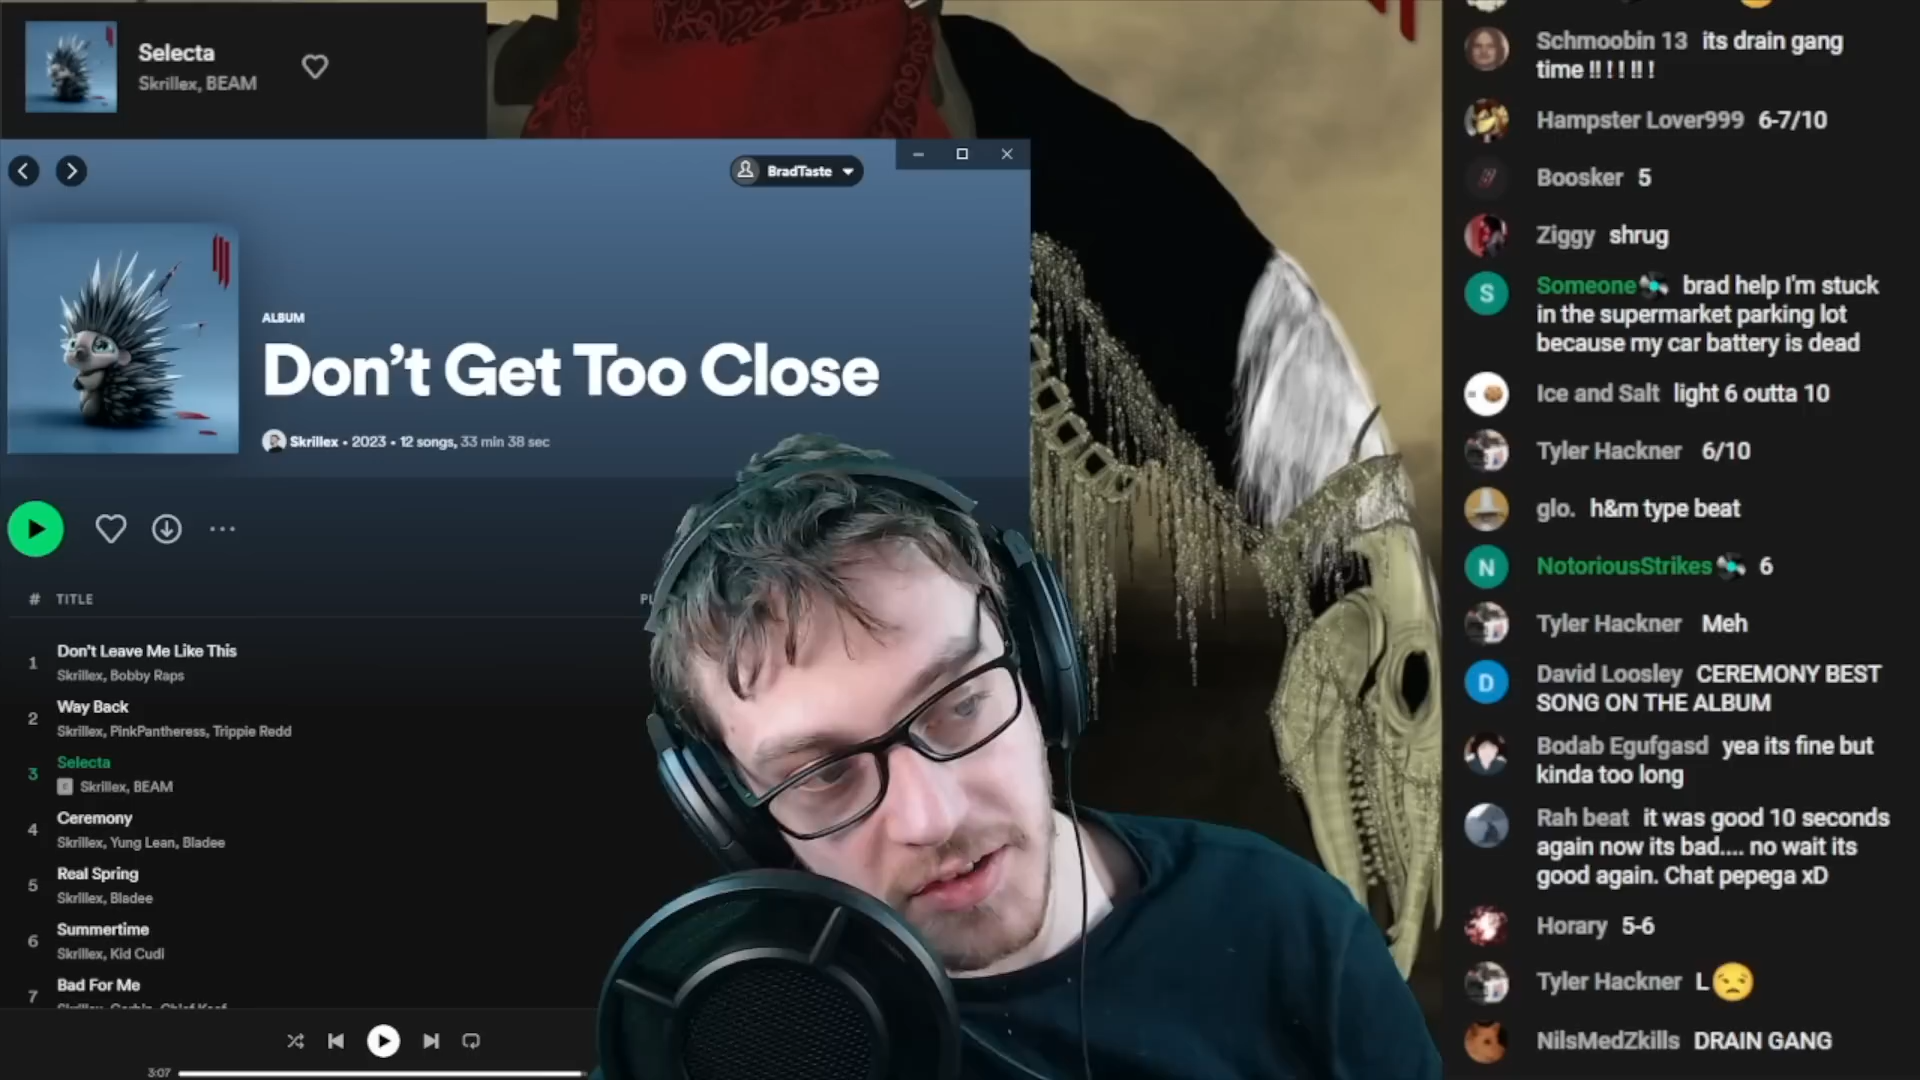 Selecta
Skrillex, BEAM
BradTaste
ALBUM
Don't Get Too Close
Skrillex • 2023 • 12 songs, 33 min 38 sec
# TITLE
1 Don't Leave Me Like This
Skrillex, Bobby Raps
2 Way Back
Skrillex, PinkPantheress, Trippie Redd
3 Selecta
E Skrillex, BEAM
4 Ceremony
Skrillex, Yung Lean, Bladee
5 Real Spring
Skrillex, Bladee
6 Summertime
Skrillex, Kid Cudi
7 Bad For Me
3:07
Schmoobin 13 its drain gang
time !! ! ! !! !
Hampster Lover999 6-7/10
Boosker 5
Ziggy shrug
S Someone brad help I'm stuck
in the supermarket parking lot
because my car battery is dead
Ice and Salt light 6 outta 10
Tyler Hackner 6/10
glo. h&m type beat
N NotoriousStrikes 6
Tyler Hackner Meh
D David Loosley CEREMONY BEST
SONG ON THE ALBUM
Bodab Egufgasd yea its fine but
kinda too long
Rah beat it was good 10 seconds
again now its bad.... no wait its
good again. Chat pepega xD
Horary 5-6
Tyler Hackner L😒
NilsMedZkills DRAIN GANG